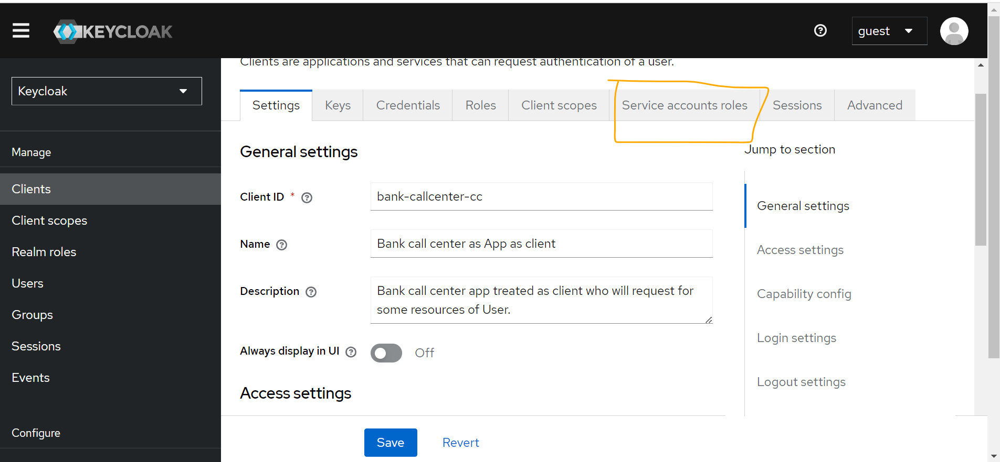 KEYCLOAK
guest
Keycloak
Manage
Clients
Client scopes
Realm roles
Users
Groups
Sessions
Events
Configure
Clients are applications and services that can request authentication of a user.
Settings Keys Credentials Roles Client scopes Service accounts roles Sessions Advanced
General settings
Client ID *
bank-callcenter-cc
Name
Bank call center as App as client
Description
Bank call center app treated as client who will request for
some resources of User.
Always display in UI
Off
Access settings
Save Revert
Jump to section
General settings
Access settings
Capability config
Login settings
Logout settings